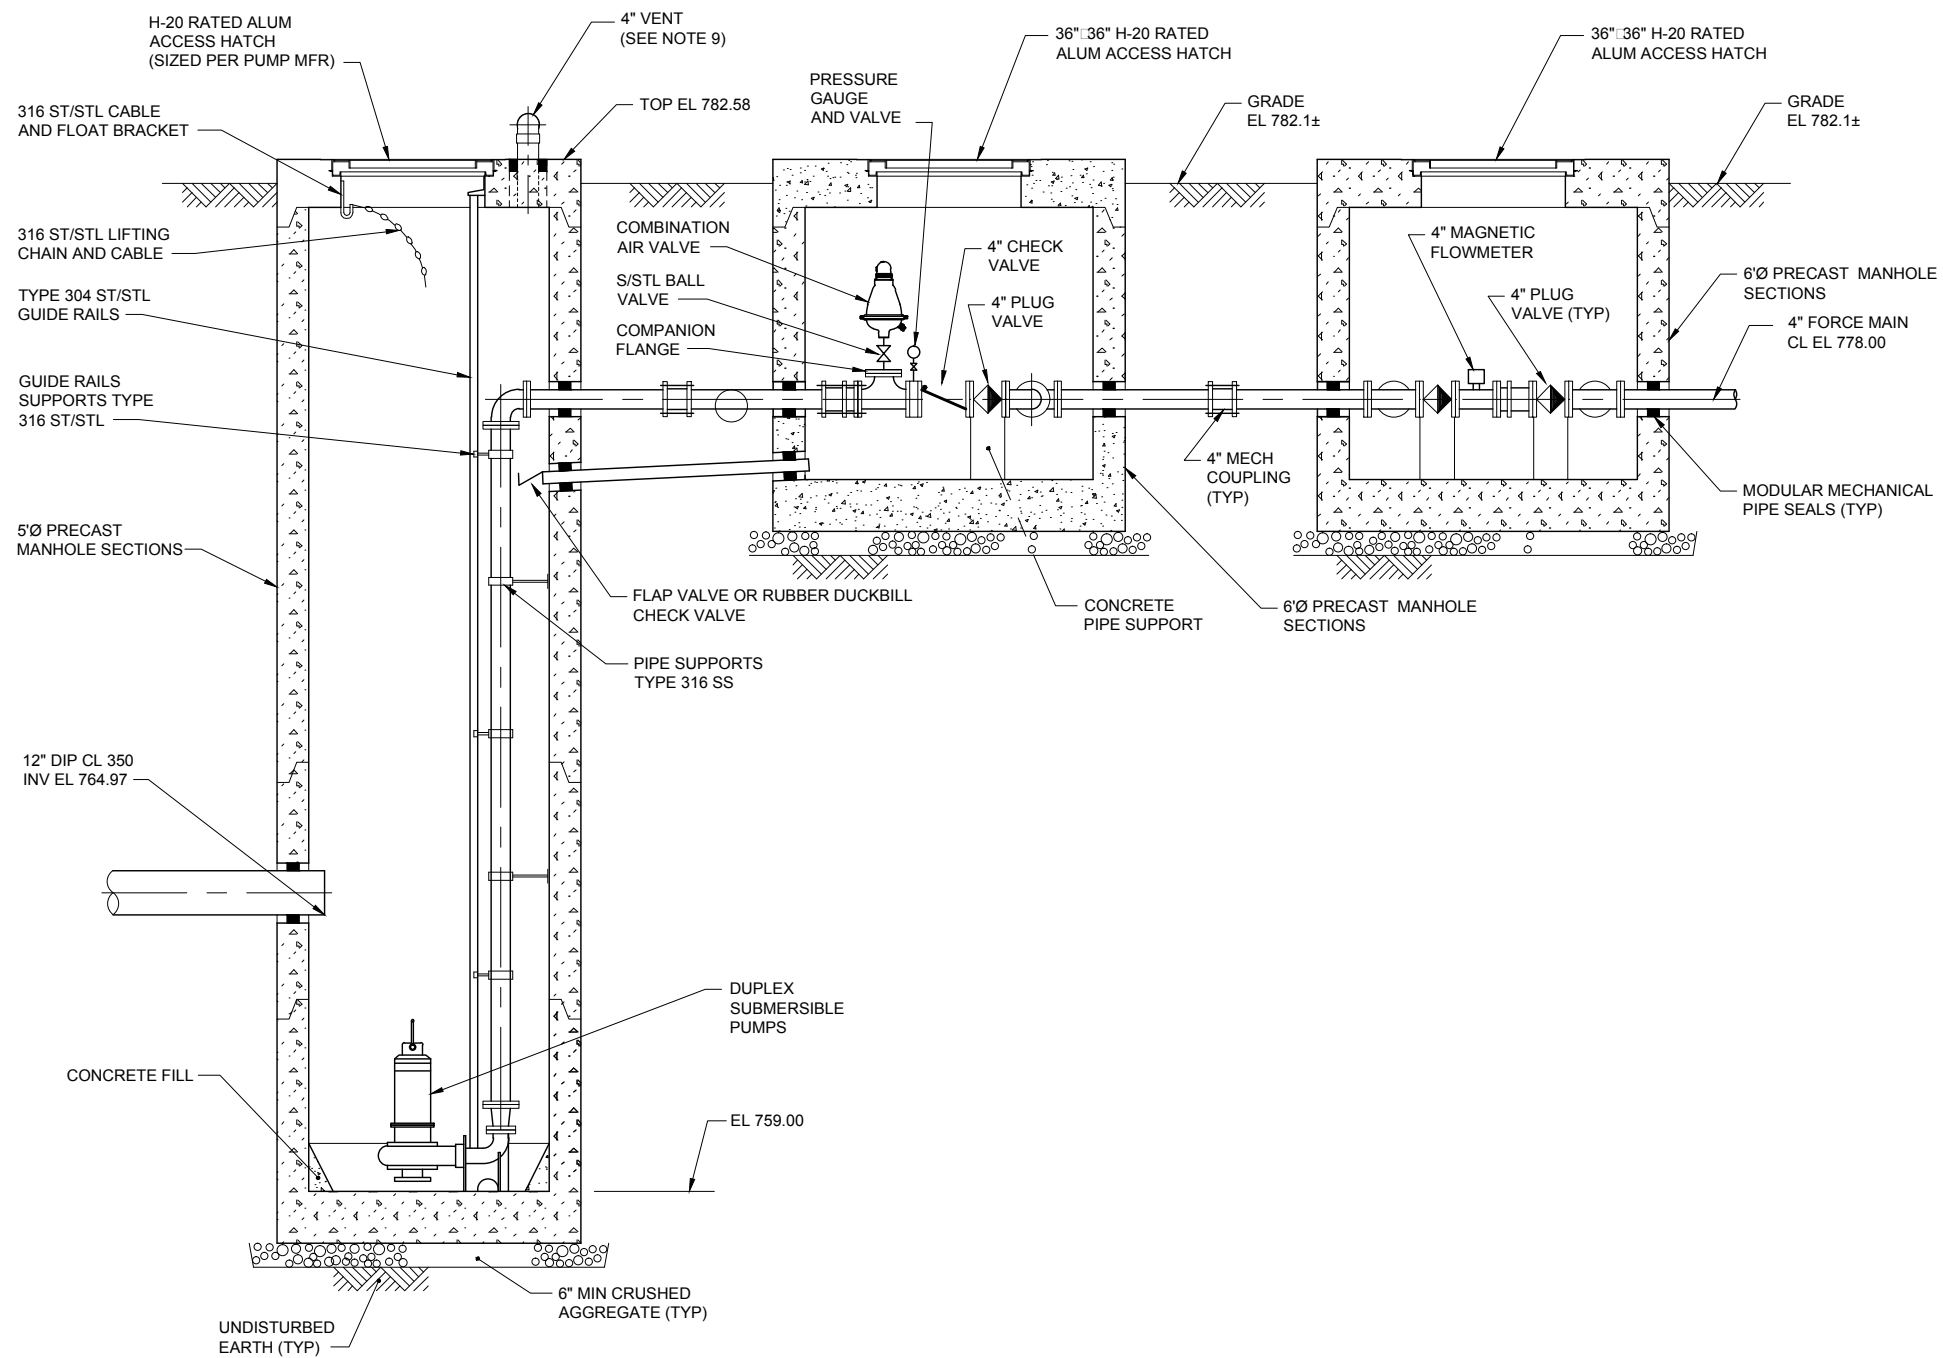 H-20 RATED ALUM
ACCESS HATCH
(SIZED PER PUMP MFR)
4" VENT
(SEE NOTE 9)
36"□36" H-20 RATED
ALUM ACCESS HATCH
36"□36" H-20 RATED
ALUM ACCESS HATCH
PRESSURE
GAUGE
AND VALVE
TOP EL 782.58
GRADE
EL 782.1±
GRADE
EL 782.1±
316 ST/STL CABLE
AND FLOAT BRACKET
316 ST/STL LIFTING
CHAIN AND CABLE
COMBINATION
AIR VALVE
4" CHECK
VALVE
4" MAGNETIC
FLOWMETER
6'Ø PRECAST MANHOLE
SECTIONS
S/STL BALL
VALVE
4" PLUG
VALVE
4" PLUG
VALVE (TYP)
TYPE 304 ST/STL
GUIDE RAILS
COMPANION
FLANGE
4" FORCE MAIN
CL EL 778.00
GUIDE RAILS
SUPPORTS TYPE
316 ST/STL
4" MECH
COUPLING
(TYP)
MODULAR MECHANICAL
PIPE SEALS (TYP)
5'Ø PRECAST
MANHOLE SECTIONS
FLAP VALVE OR RUBBER DUCKBILL
CHECK VALVE
CONCRETE
PIPE SUPPORT
6'Ø PRECAST MANHOLE
SECTIONS
PIPE SUPPORTS
TYPE 316 SS
12" DIP CL 350
INV EL 764.97
DUPLEX
SUBMERSIBLE
PUMPS
CONCRETE FILL
EL 759.00
6" MIN CRUSHED
AGGREGATE (TYP)
UNDISTURBED
EARTH (TYP)